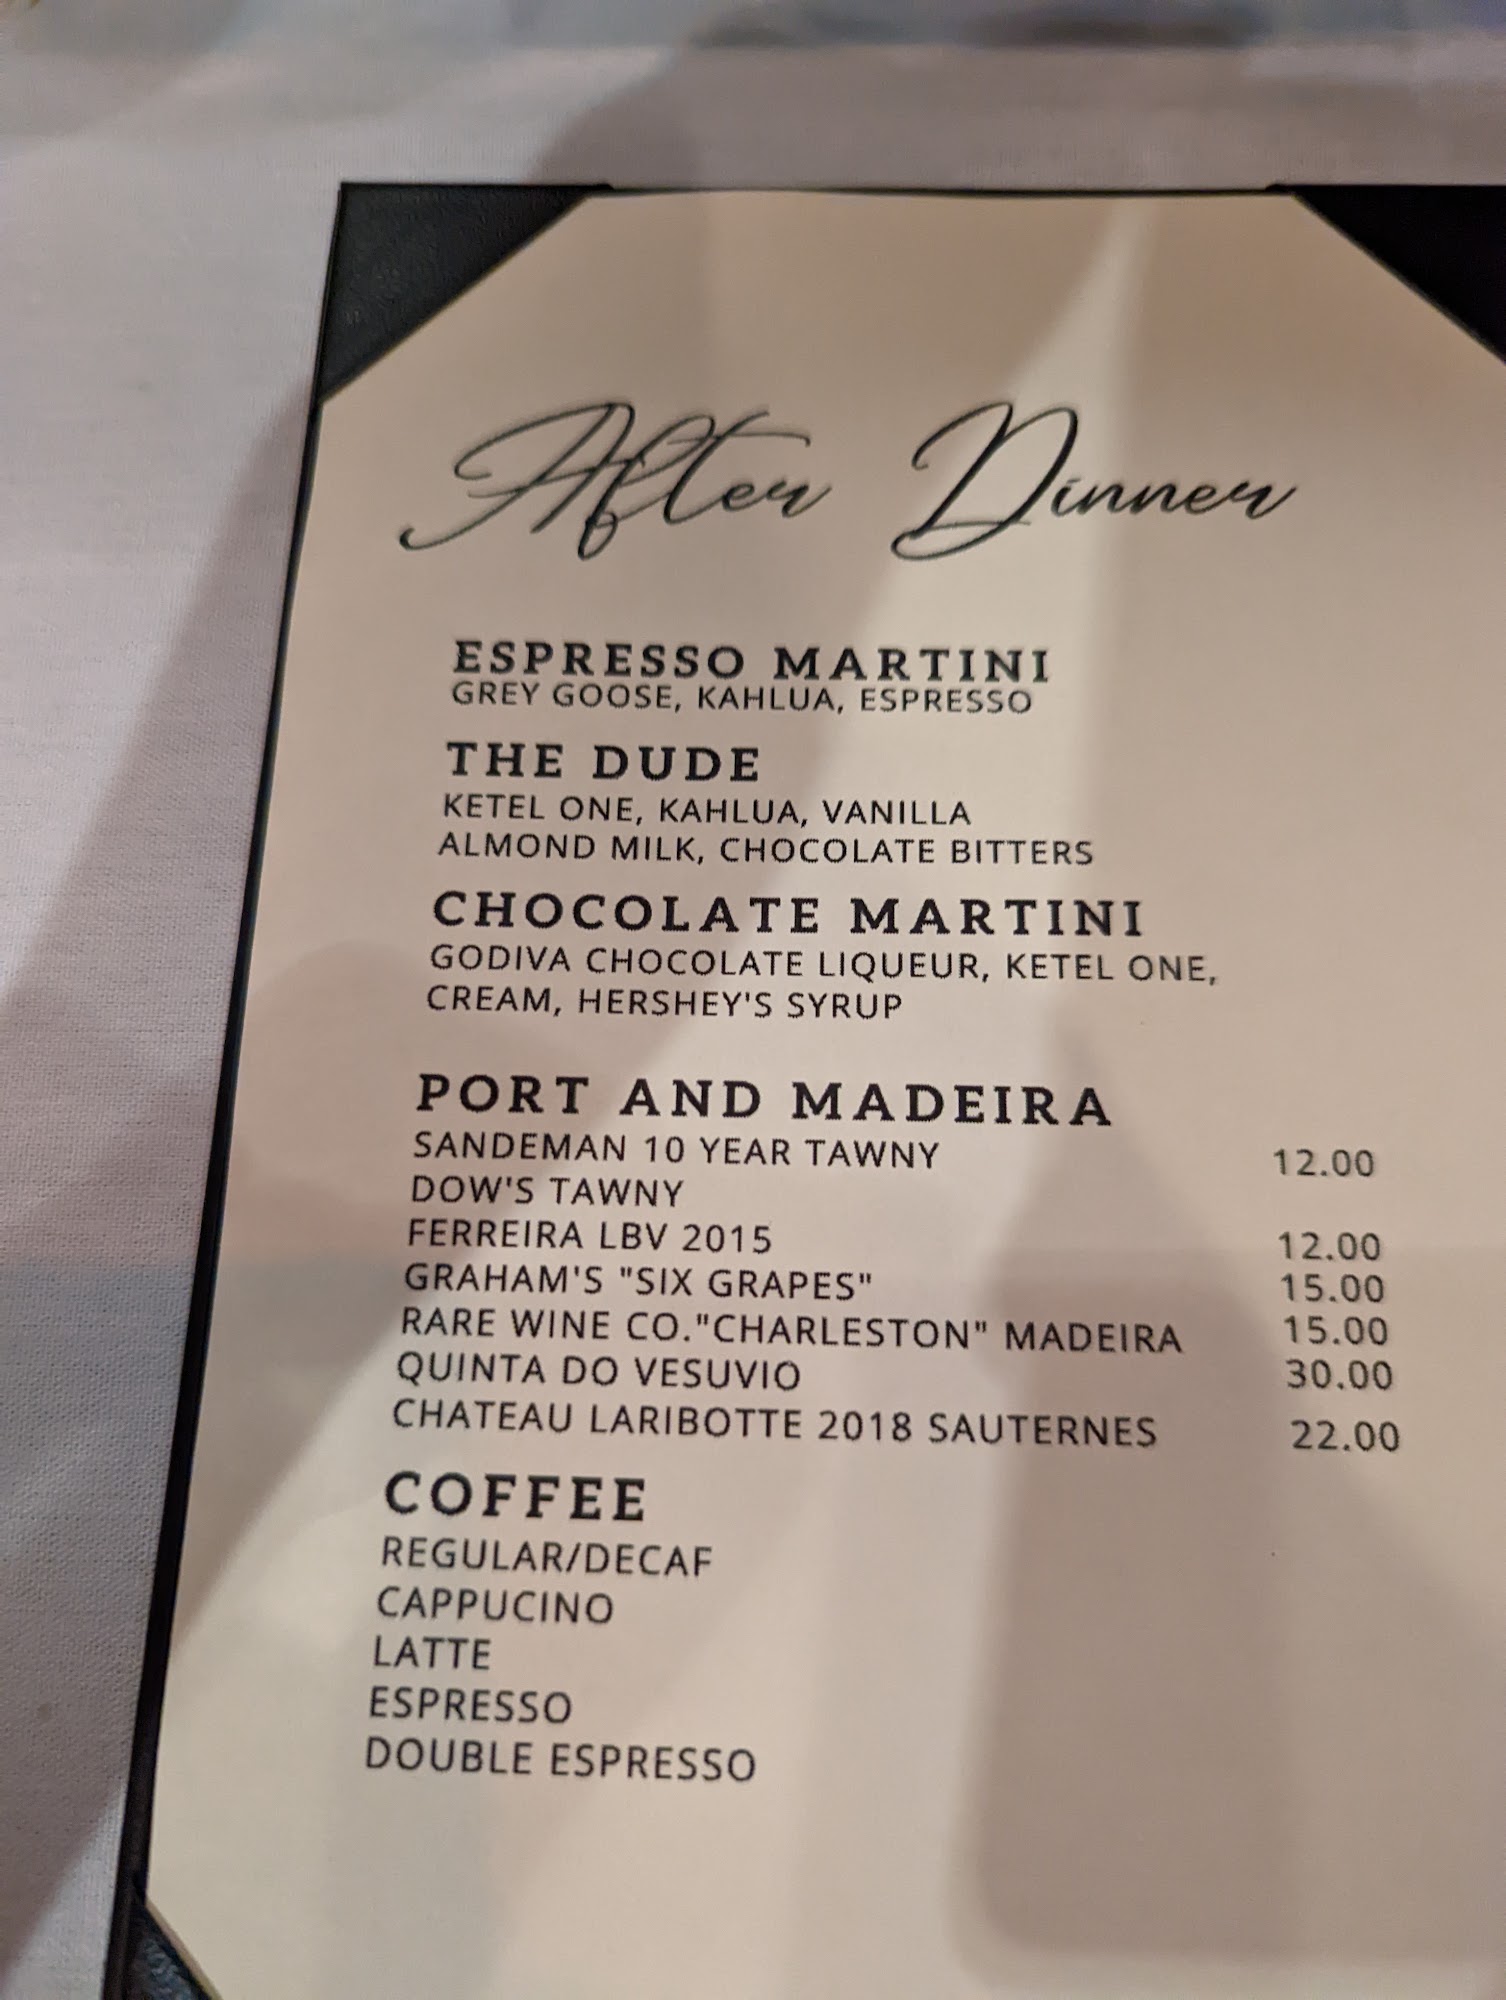 After Dinner
ESPRESSO MARTINI
GREY GOOSE, KAHLUA, ESPRESSO
THE DUDE
KETEL ONE, KAHLUA, VANILLA
ALMOND MILK, CHOCOLATE BITTERS
CHOCOLATE MARTINI
GODIVA CHOCOLATE LIQUEUR, KETEL ONE,
CREAM, HERSHEY'S SYRUP
PORT AND MADEIRA
SANDEMAN 10 YEAR TAWNY 12.00
DOW'S TAWNY
FERREIRA LBV 2015 12.00
GRAHAM'S "SIX GRAPES" 15.00
RARE WINE CO."CHARLESTON" MADEIRA 15.00
QUINTA DO VESUVIO 30.00
CHATEAU LARIBOTTE 2018 SAUTERNES 22.00
COFFEE
REGULAR/DECAF
CAPPUCINO
LATTE
ESPRESSO
DOUBLE ESPRESSO